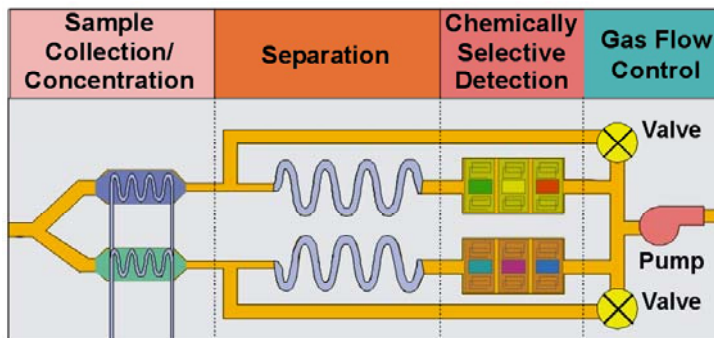 Sample
Collection/
Concentration
Separation
Chemically
Selective
Detection
Gas Flow
Control
Valve
Pump
Valve